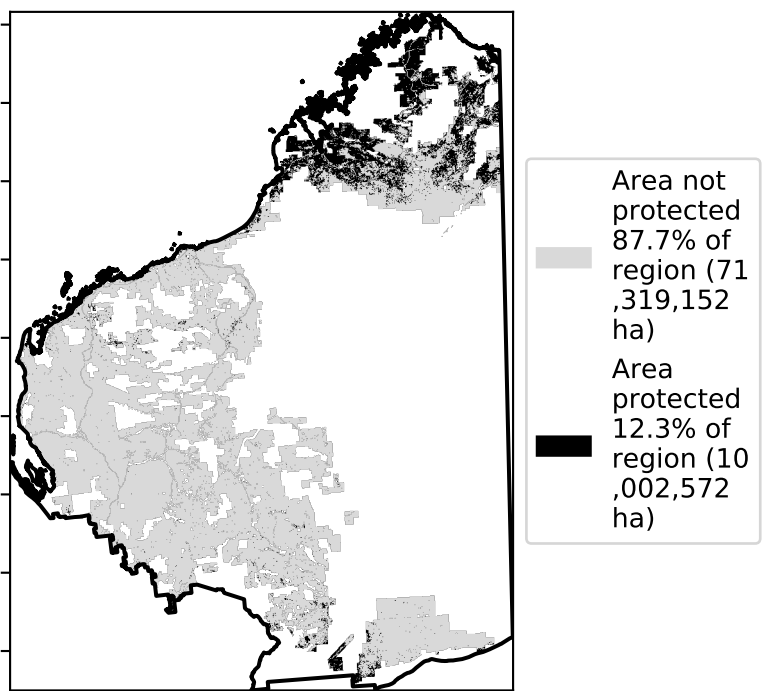 Area not
protected
87.7% of
region (71
,319,152
ha)
Area
protected
12.3% of
region (10
,002,572
ha)